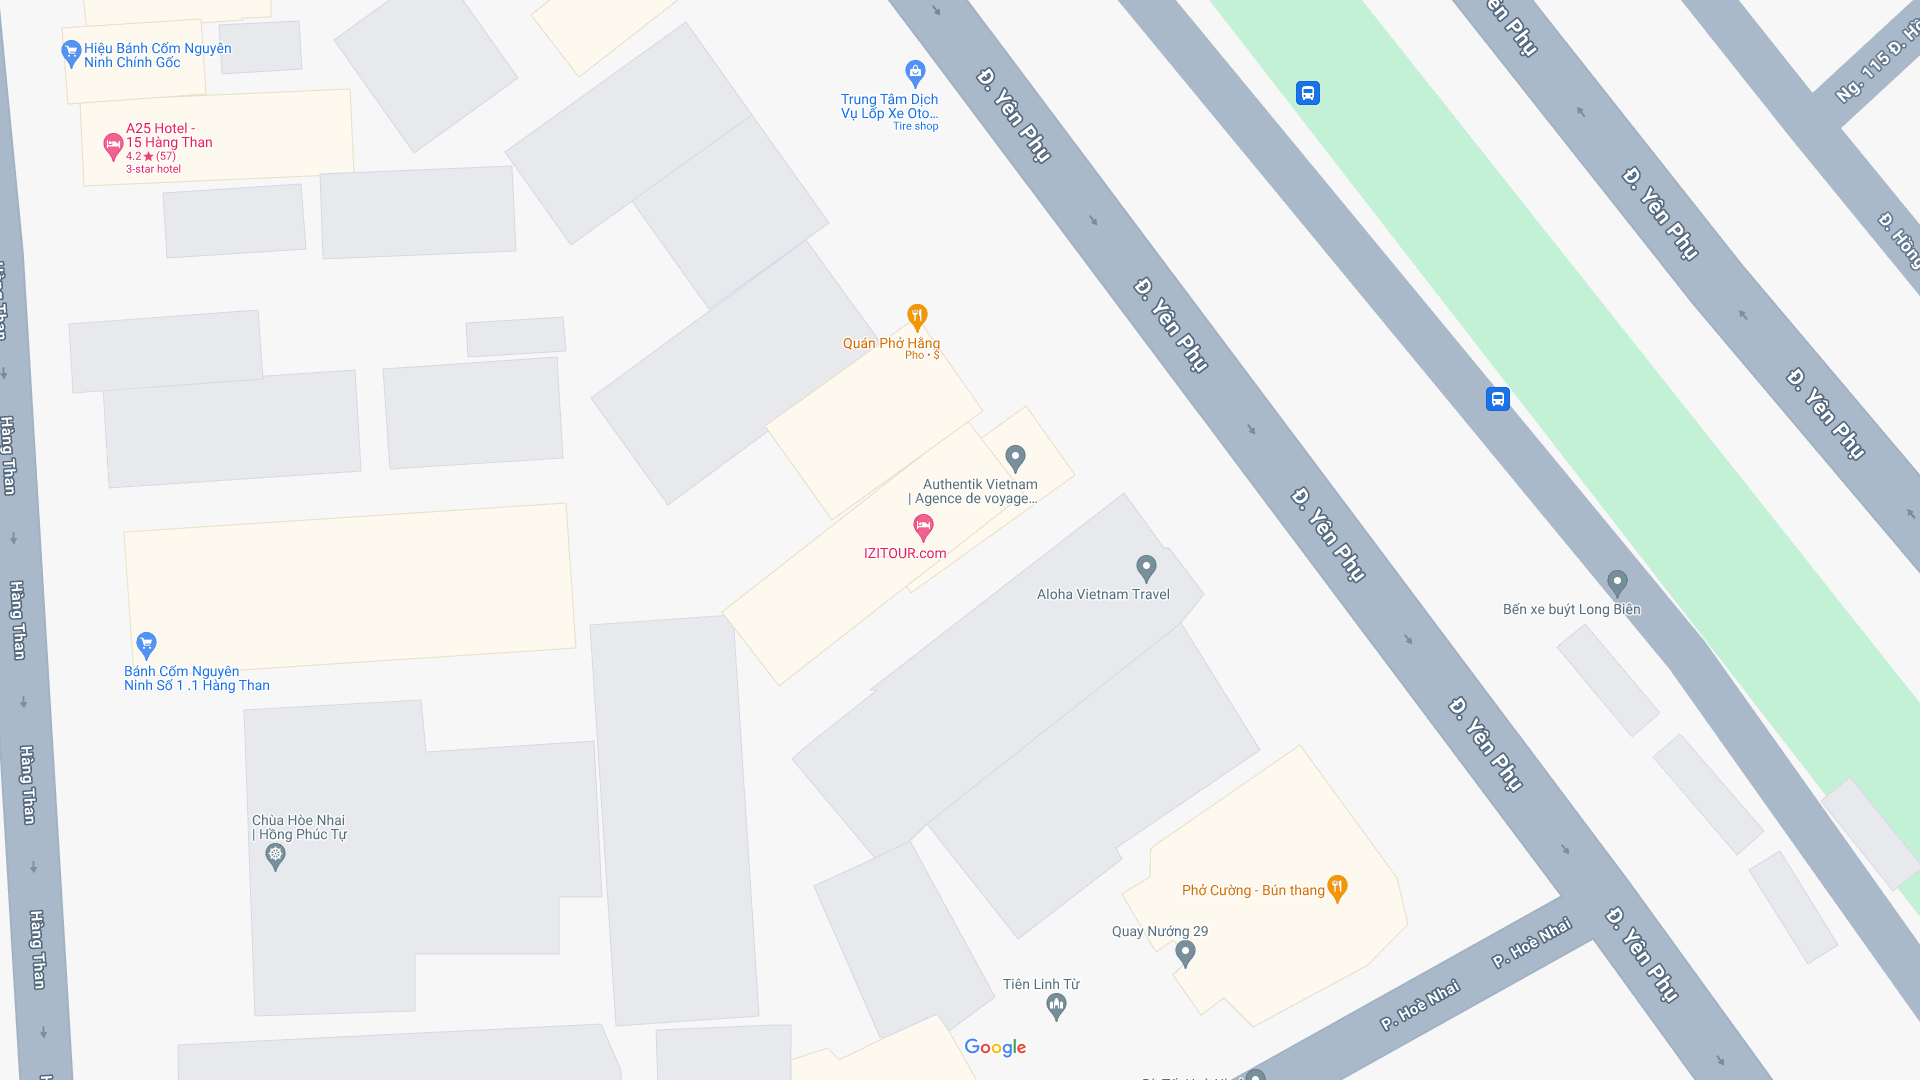 Hiệu Bánh Cốm Nguyên
Ninh Chính Gốc
A25 Hotel -
15 Hàng Than
4.2★(57)
3-star hotel
Trung Tâm Dịch
Vụ Lốp Xe Oto...
Tire shop
Đ. Yên Phụ
Yên Phụ
Ng. 115 Đ.
Đ. Yên Phụ
Đ. Hồng
Đ. Yên Phụ
Quán Phở Hằng
Pho • $
Đ. Yên Phụ
Hàng Than
Authentik Vietnam
| Agence de voyage...
IZITOUR.com
Đ. Yên Phụ
Aloha Vietnam Travel
Bến xe buýt Long Biên
Hàng Than
Bánh Cốm Nguyên
Ninh Số 1 .1 Hàng Than
Đ. Yên Phụ
Hàng Than
Chùa Hòe Nhai
| Hồng Phúc Tự
Phở Cường - Bún thang
Quay Nướng 29
Hàng Than
P. Hoè Nhai
Đ. Yên Phụ
Tiên Linh Từ
P. Hoè Nhai
Google